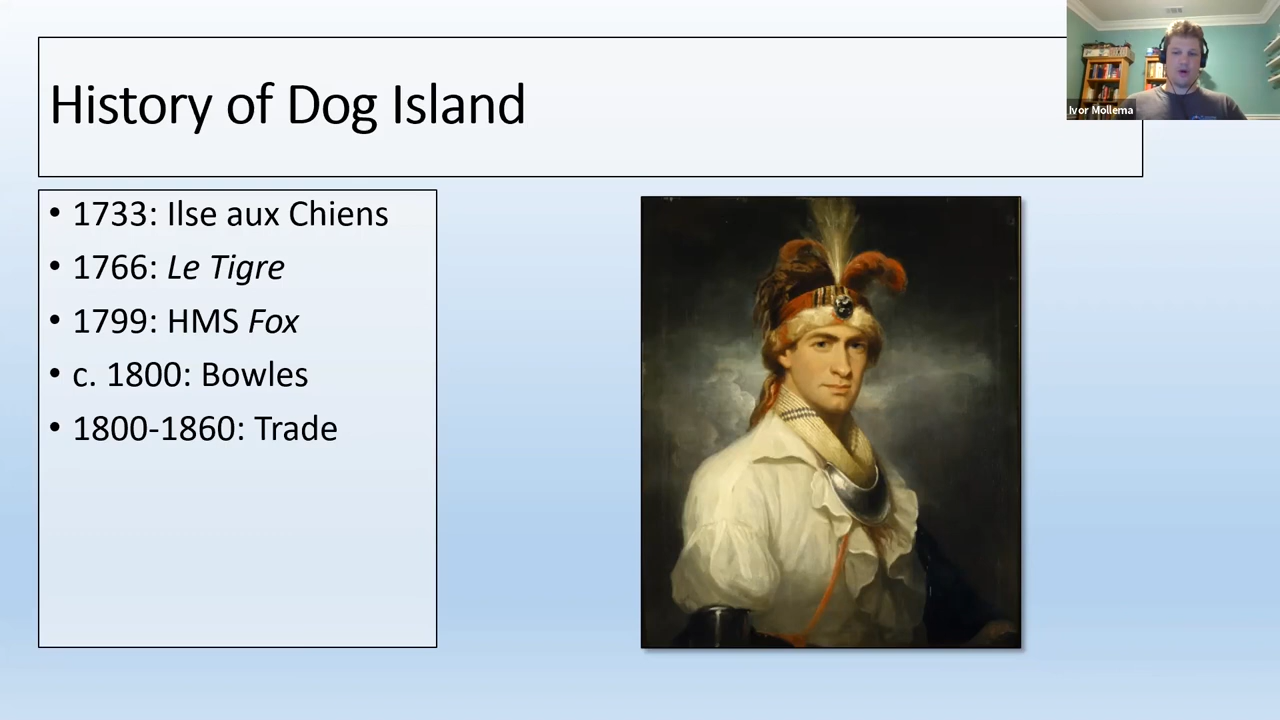 History of Dog Island
• 1733: Ilse aux Chiens
• 1766: Le Tigre
• 1799: HMS Fox
• c. 1800: Bowles
• 1800-1860: Trade
Ivor Mollema